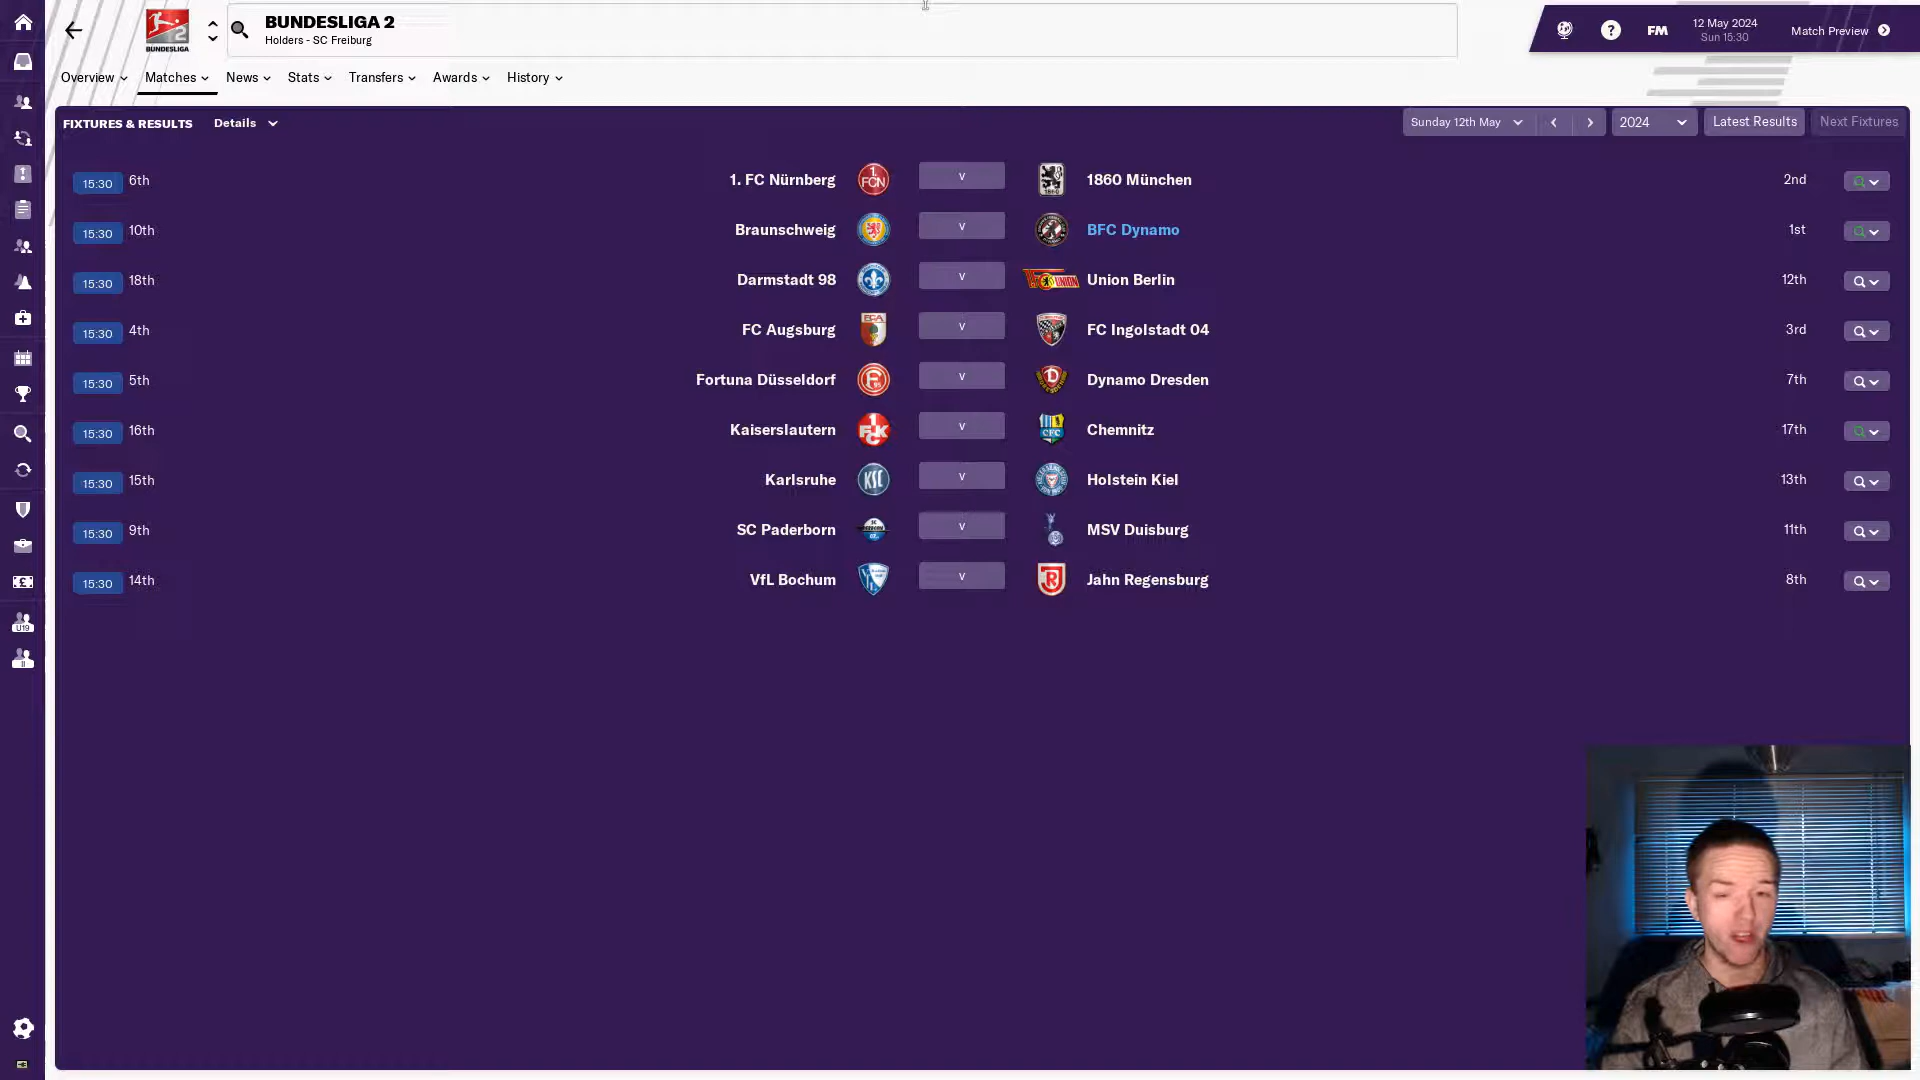 BUNDESLIGA 2
Holders - SC Freiburg
BUNDESLIGA
FM
12 May 2024
Sun 15:30
Match Preview
Overview
Matches
News
Stats
Transfers
Awards
History
FIXTURES & RESULTS
Details
Sunday 12th May
2024
Latest Results
Next Fixtures
15:30 6th 1. FC Nürnberg v 1860 München 2nd
15:30 10th Braunschweig v BFC Dynamo 1st
15:30 18th Darmstadt 98 v Union Berlin 12th
15:30 4th FC Augsburg v FC Ingolstadt 04 3rd
15:30 5th Fortuna Düsseldorf v Dynamo Dresden 7th
15:30 16th Kaiserslautern v Chemnitz 17th
15:30 15th Karlsruhe v Holstein Kiel 13th
15:30 9th SC Paderborn v MSV Duisburg 11th
15:30 14th VfL Bochum v Jahn Regensburg 8th
U19
II